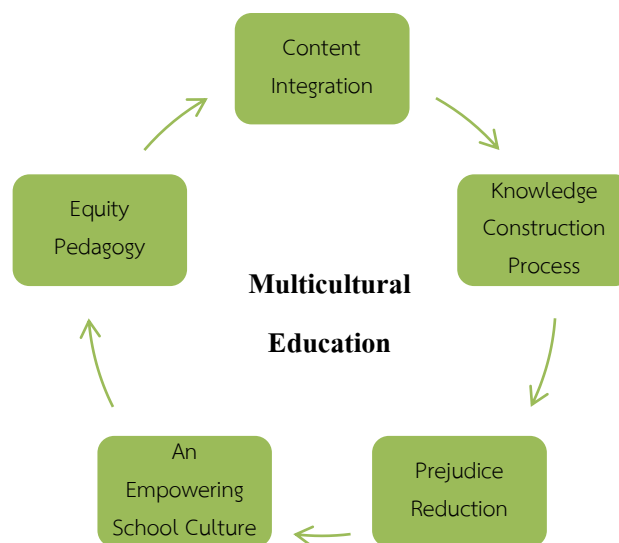 Content
Integration
Knowledge
Construction
Process
Prejudice
Reduction
An
Empowering
School Culture
Equity
Pedagogy
Multicultural
Education